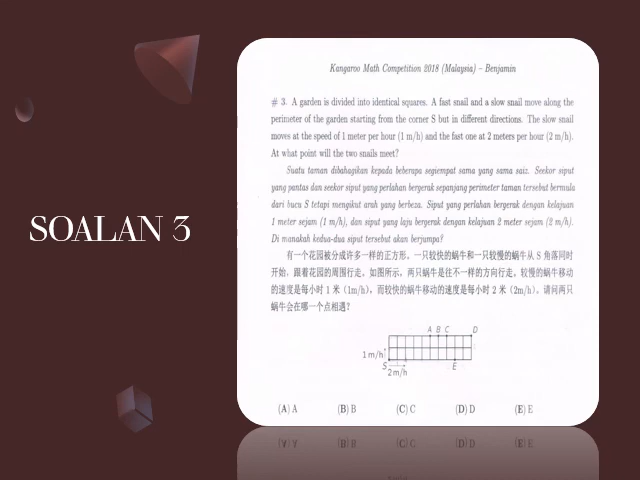 SOALAN 3
Kangaroo Math Competition 2018 (Malaysia) – Benjamin
# 3. A garden is divided into identical squares. A fast snail and a slow snail move along the
perimeter of the garden starting from the corner S but in different directions. The slow snail
moves at the speed of 1 meter per hour (1 m/h) and the fast one at 2 meters per hour (2 m/h).
At what point will the two snails meet?
Suatu taman dibahagikan kepada beberapa segiempat sama yang sama saiz. Seekor siput
yang pantas dan seekor siput yang perlahan bergerak sepanjang perimeter taman tersebut bermula
dari bucu S tetapi mengikut arah yang berbeza. Siput yang perlahan bergerak dengan kelajuan
1 meter sejam (1 m/h), dan siput yang laju bergerak dengan kelajuan 2 meter sejam (2 m/h).
Di manakah kedua-dua siput tersebut akan berjumpa?
有一个花园被分成许多一样的正方形。一只较快的蜗牛和一只较慢的蜗牛从 S 角落同时
开始，跟着花园的周围行走。如图所示，两只蜗牛是往不一样的方向行走。较慢的蜗牛移动
的速度是每小时 1 米（1m/h），而较快的蜗牛移动的速度是每小时 2 米（2m/h）。请问两只
蜗牛会在哪一个点相遇？
A B C D
1 m/h
S E
2 m/h
(A) A (B) B (C) C (D) D (E) E